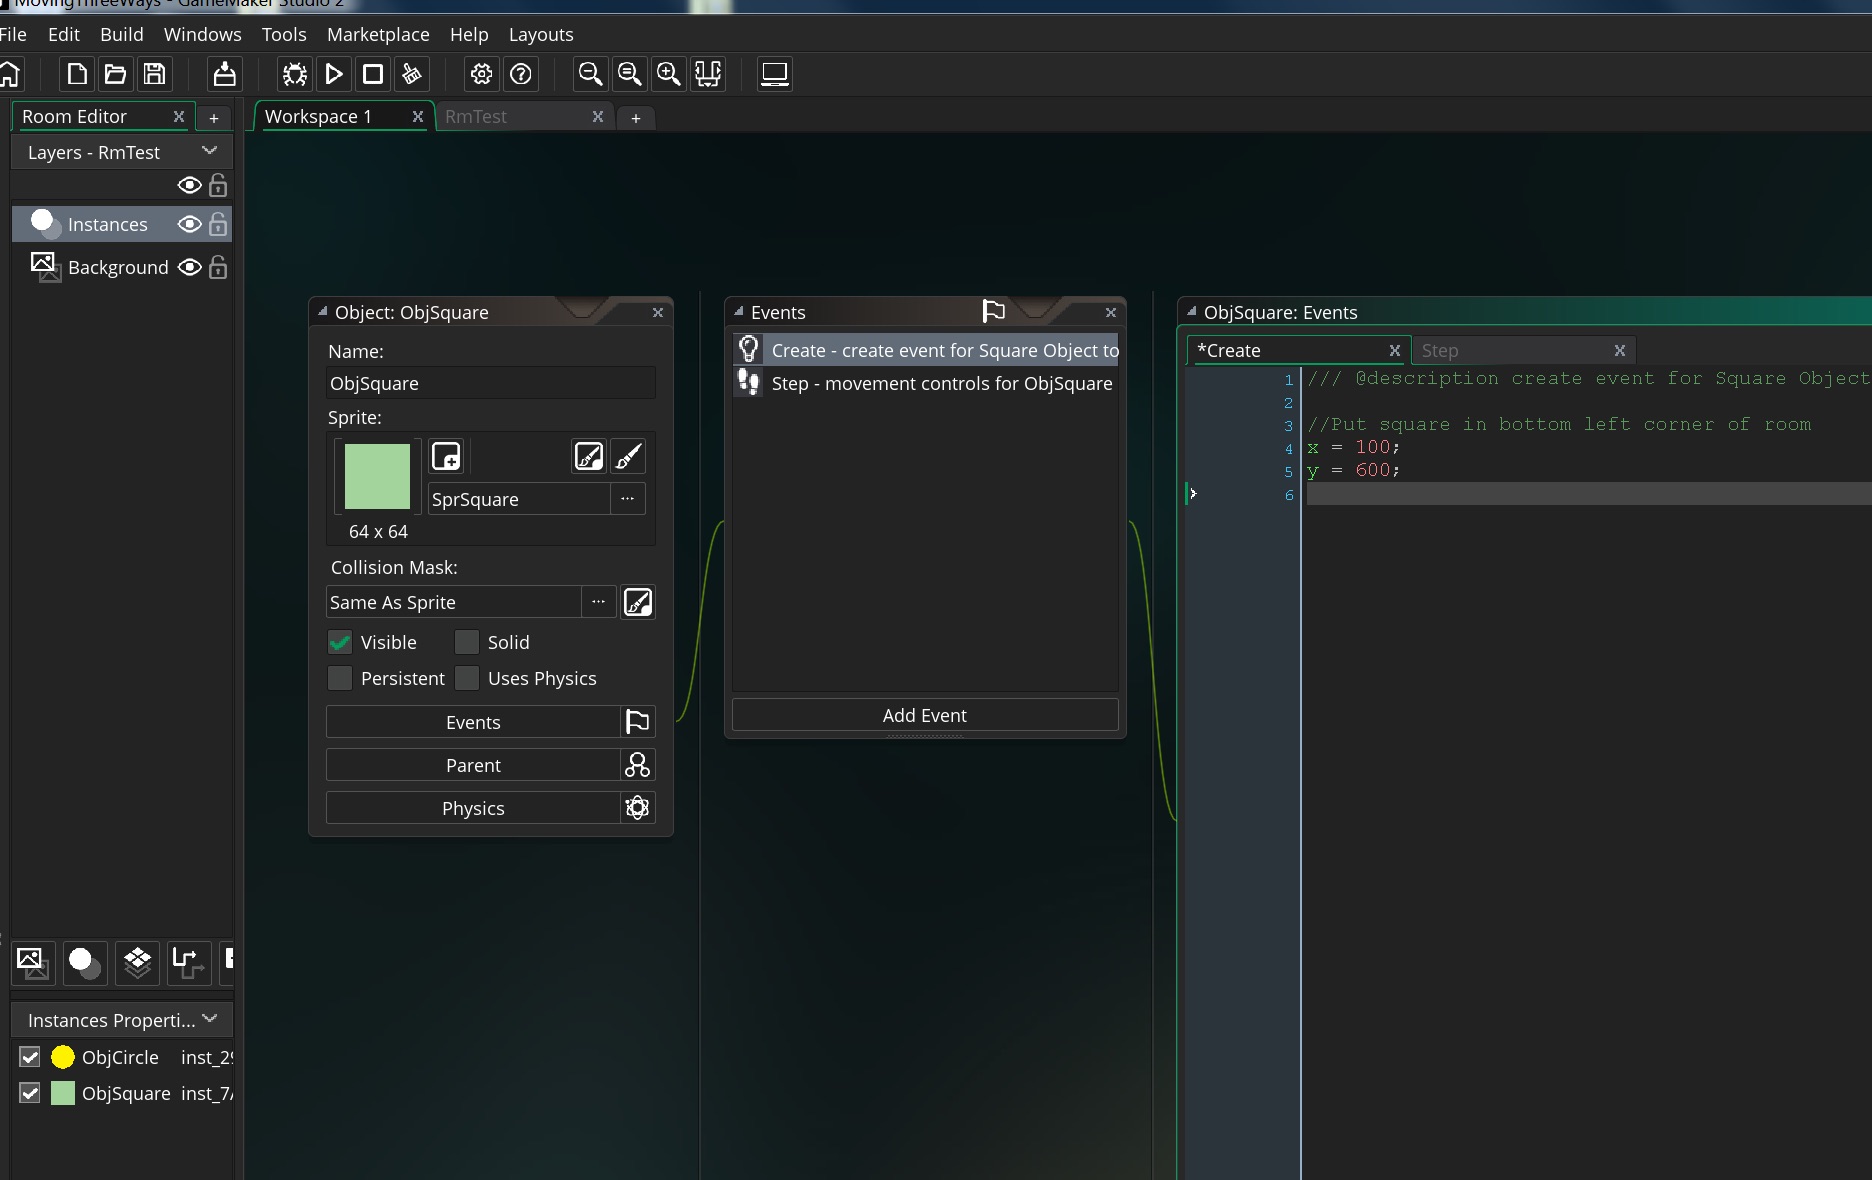 MovingThreeWays - GameMaker Studio 2
File Edit Build Windows Tools Marketplace Help Layouts
Room Editor X +
Workspace 1 X RmTest X +
Layers - RmTest
Instances
Background
Object: ObjSquare
Name:
ObjSquare
Sprite:
SprSquare ...
64 x 64
Collision Mask:
Same As Sprite ...
Visible Solid
Persistent Uses Physics
Events
Parent
Physics
Events
Create - create event for Square Object to
Step - movement controls for ObjSquare
Add Event
ObjSquare: Events
*Create X Step X
1 /// @description create event for Square Object
2
3 //Put square in bottom left corner of room
4 x = 100;
5 y = 600;
6
Instances Properti...
ObjCircle inst_29
ObjSquare inst_7